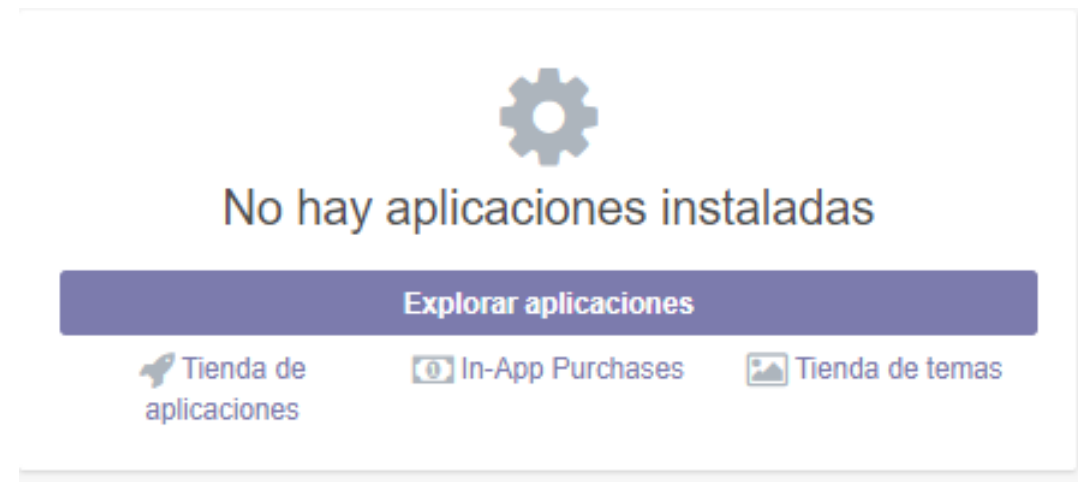 No hay aplicaciones instaladas
Explorar aplicaciones
Tienda de
aplicaciones
In-App Purchases
Tienda de temas